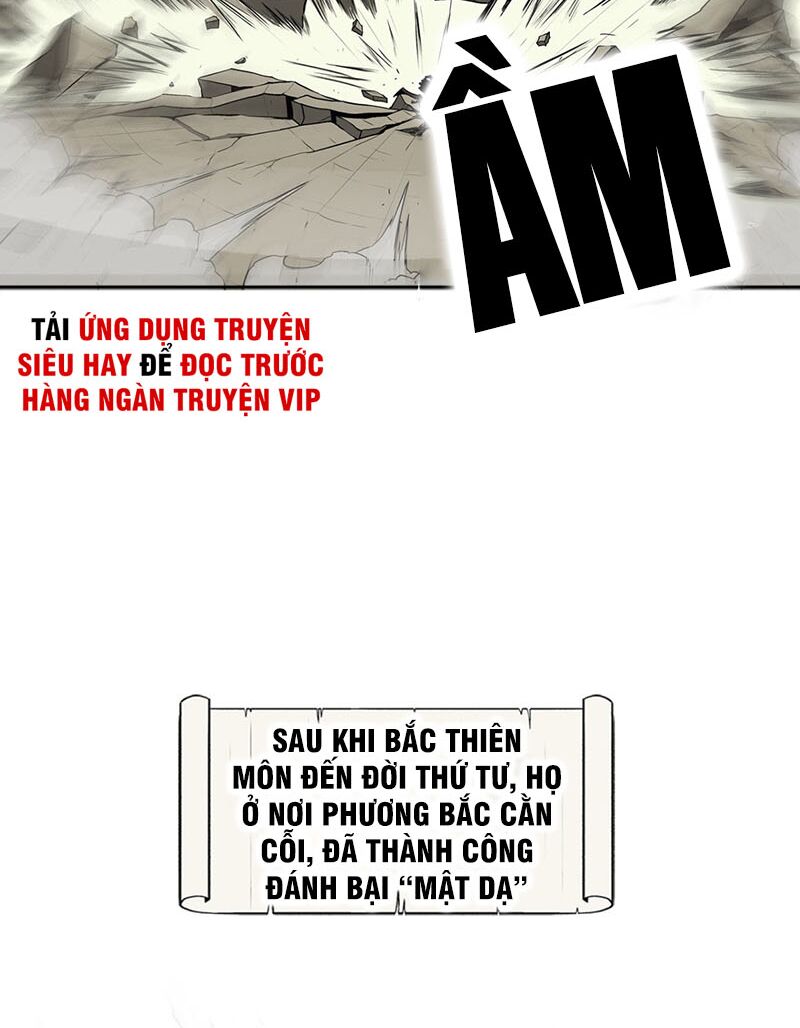 ẦM
TẢI ỨNG DỤNG TRUYỆN
SIÊU HAY ĐỂ ĐỌC TRƯỚC
HÀNG NGÀN TRUYỆN VIP
SAU KHI BẮC THIÊN
MÔN ĐẾN ĐỜI THỨ TƯ, HỌ
Ở NƠI PHƯƠNG BẮC CẰN
CỖI, ĐÃ THÀNH CÔNG
ĐÁNH BẠI “MẬT DẠ”